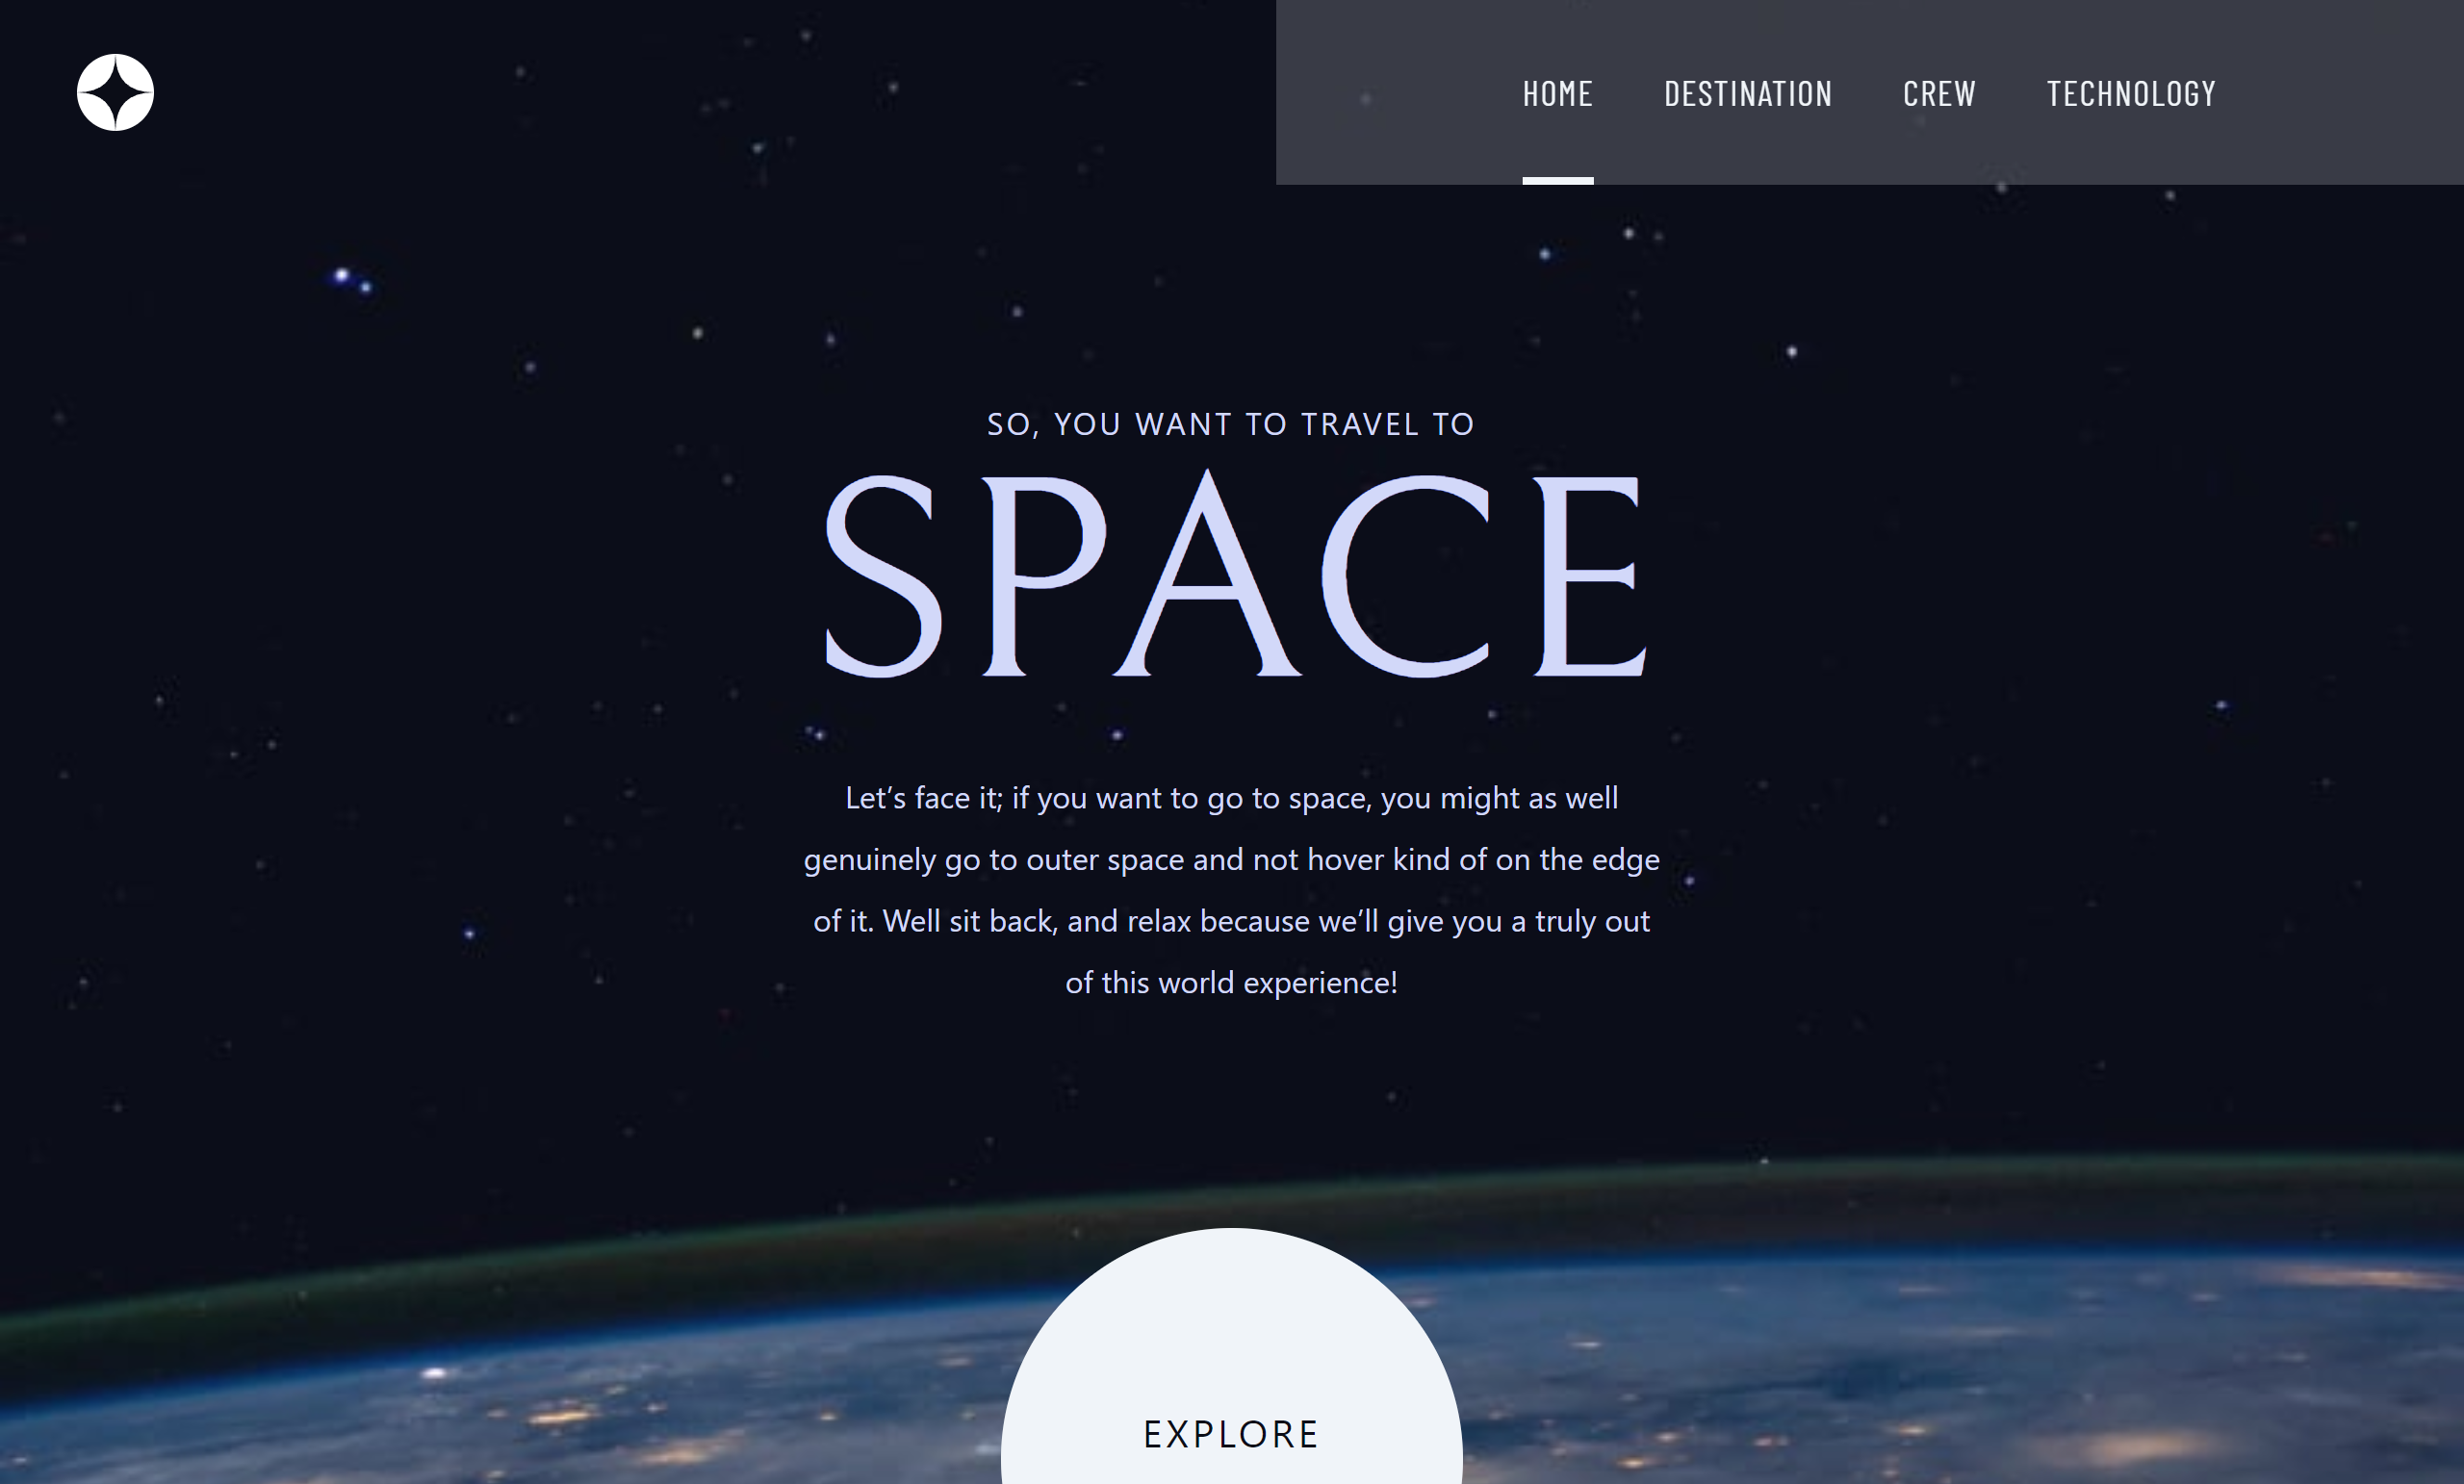 HOME DESTINATION CREW TECHNOLOGY
SO, YOU WANT TO TRAVEL TO
SPACE
Let’s face it; if you want to go to space, you might as well
genuinely go to outer space and not hover kind of on the edge
of it. Well sit back, and relax because we’ll give you a truly out
of this world experience!
EXPLORE